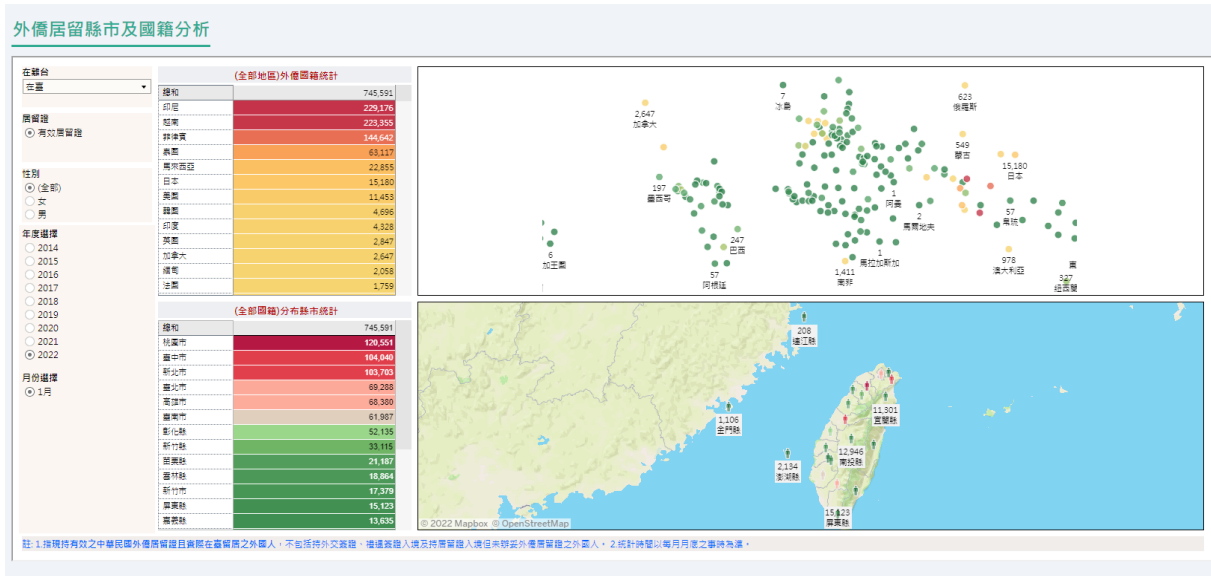 外僑居留縣市及國籍分析
在離台
在臺
居留證
有效居留證
性別
(全部)
女
男
年度選擇
2014
2015
2016
2017
2018
2019
2020
2021
2022
月份選擇
1月
(全部地區)外僑國籍統計
總和 745,591
印尼 229,176
越南 223,355
菲律賓 144,642
泰國 63,117
馬來西亞 22,855
日本 15,180
美國 11,453
韓國 4,696
印度 4,328
英國 2,847
加拿大 2,647
緬甸 2,058
法國 1,759
(全部國籍)分布縣市統計
總和 745,591
桃園市 120,551
臺中市 104,040
新北市 103,703
臺北市 69,288
高雄市 68,380
臺南市 61,987
彰化縣 52,135
新竹縣 33,115
苗栗縣 21,187
雲林縣 18,864
新竹市 17,379
屏東縣 15,123
嘉義縣 13,635
7
冰島
623
俄羅斯
2,647
加拿大
549
蒙古
15,180
日本
197
墨西哥
1
阿曼
2
馬爾地夫
57
帛琉
247
巴西
6
加王國
1
馬拉加斯加
978
澳大利亞
57
阿根廷
1,411
南非
327
紐西蘭
208
連江縣
1,106
金門縣
11,301
宜蘭縣
12,946
南投縣
2,134
澎湖縣
15,123
屏東縣
© 2022 Mapbox © OpenStreetMap
註: 1.指現持有效之中華民國外僑居留證且實際在臺留居之外國人，不包括持外交簽證、禮遇簽證入境及持居留證入境但未辦妥外僑居留證之外國人。 2.統計時間以每月月底之事時為準。